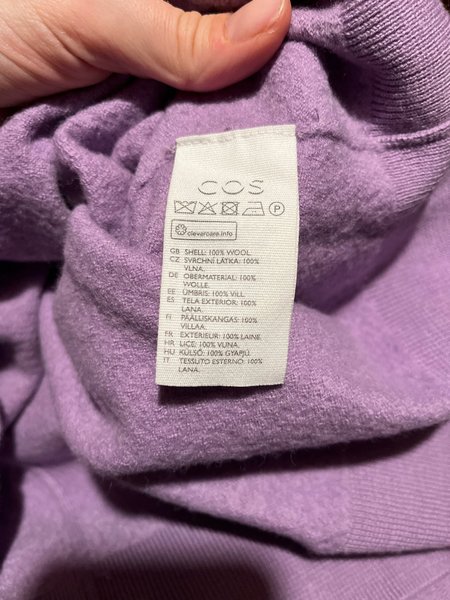 COS
P
clevercare.info
GB SHELL: 100% WOOL.
CZ SVRCHNÍ LÁTKA: 100%
VLNA.
DE OBERMATERIAL: 100%
WOLLE.
EE ÜMBRIS: 100% VILL.
ES TELA EXTERIOR: 100%
LANA.
FI PÄÄLLISKANGAS: 100%
VILLAA.
FR EXTÉRIEUR: 100% LAINE.
HR LICE: 100% VUNA.
HU KÜLSŐ: 100% GYAPJÚ.
IT TESSUTO ESTERNO: 100%
LANA.